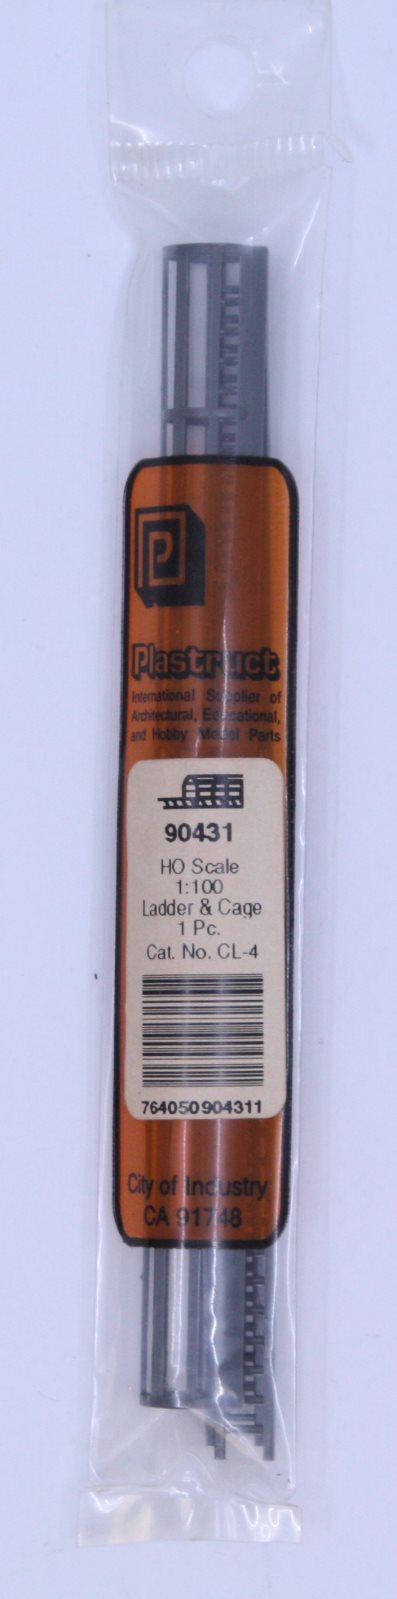 P
Plastruct
International Supplier of
Architectural, Educational,
and Hobby Model Parts
90431
HO Scale
1:100
Ladder & Cage
1 Pc.
Cat. No. CL-4
764050904311
City of Industry
CA 91748